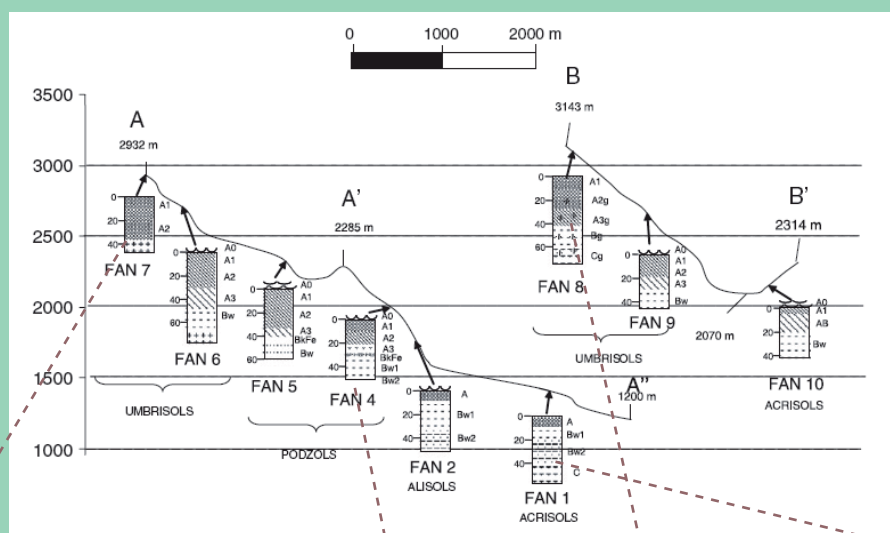 0 1000 2000 m
3500
3000
2500
2000
1500
1000
A
2932 m
A'
2285 m
A''
1200 m
B
3143 m
B'
2314 m
2070 m
0
20
40
A1
A2
FAN 7
0
20
40
60
A0
A1
A2
A3
Bw
FAN 6
UMBRISOLS
0
20
40
60
A0
A1
A2
A3
BkFe
Bw
FAN 5
0
20
40
A0
A1
A2
A3
BkFe
Bw1
Bw2
FAN 4
PODZOLS
0
20
40
A
Bw1
Bw2
FAN 2
ALISOLS
0
20
40
A
Bw1
Bw2
C
FAN 1
ACRISOLS
0
20
40
60
A1
A2g
A3g
Bg
Cg
FAN 8
0
20
40
A0
A1
A2
A3
Bw
FAN 9
UMBRISOLS
0
20
40
A0
A1
AB
Bw
FAN 10
ACRISOLS